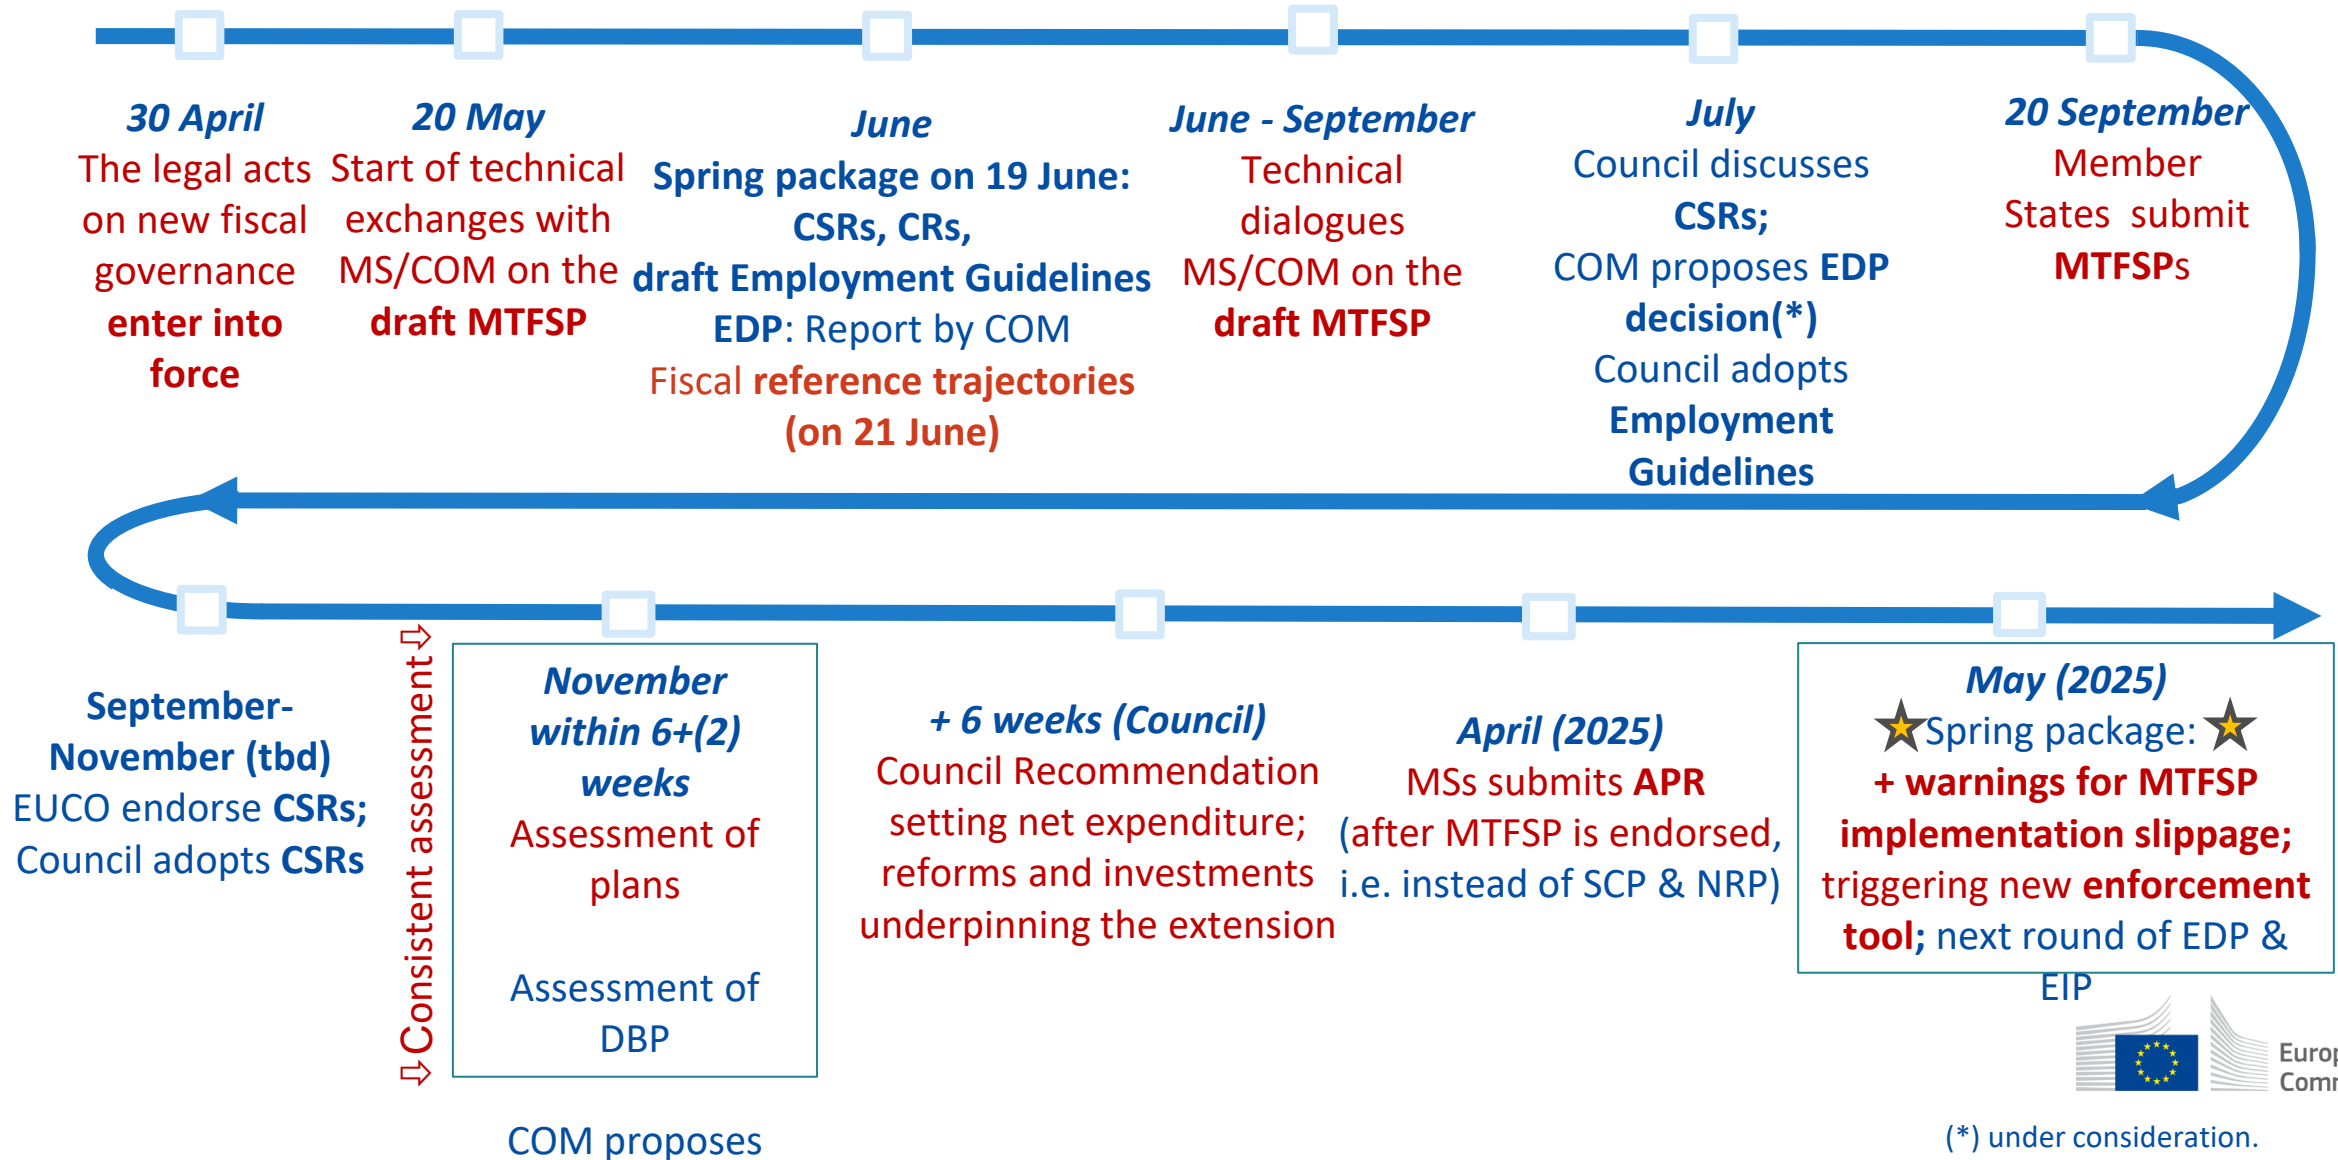 30 April
The legal acts
on new fiscal
governance
enter into
force
20 May
Start of technical
exchanges with
MS/COM on the
draft MTFSP
June
Spring package on 19 June:
CSRs, CRs,
draft Employment Guidelines
EDP: Report by COM
Fiscal reference trajectories
(on 21 June)
June - September
Technical
dialogues
MS/COM on the
draft MTFSP
July
Council discusses
CSRs;
COM proposes EDP
decision(*)
Council adopts
Employment
Guidelines
20 September
Member
States submit
MTFSPs
September-
November (tbd)
EUCO endorse CSRs;
Council adopts CSRs
Consistent assessment
November
within 6+(2)
weeks
Assessment of
plans
Assessment of
DBP
COM proposes
+ 6 weeks (Council)
Council Recommendation
setting net expenditure;
reforms and investments
underpinning the extension
April (2025)
MSs submits APR
(after MTFSP is endorsed,
i.e. instead of SCP & NRP)
May (2025)
Spring package:
+ warnings for MTFSP
implementation slippage;
triggering new enforcement
tool; next round of EDP &
EIP
(*) under consideration.